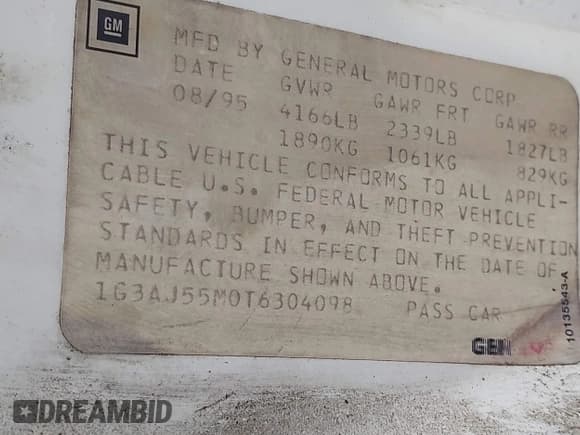 GM
MFD BY GENERAL MOTORS CORP
DATE GVWR GAWR FRT GAWR RR
08/95 4166LB 2339LB 1827LB
1890KG 1061KG 829KG
THIS VEHICLE CONFORMS TO ALL APPLI-
CABLE U.S. FEDERAL MOTOR VEHICLE
SAFETY, BUMPER, AND THEFT PREVENTION
STANDARDS IN EFFECT ON THE DATE OF
MANUFACTURE SHOWN ABOVE.
1G3AJ55M0T6304098 PASS CAR
10135543-A
DREAMBID